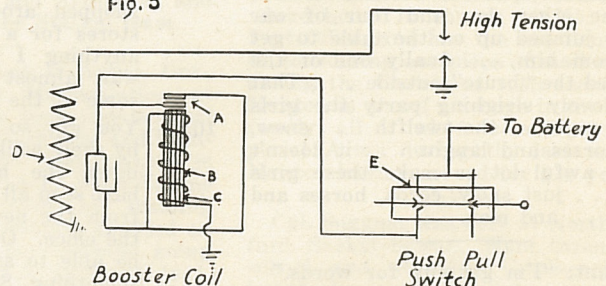 Fig. 5
High Tension
To Battery
A
B
C
D
E
Booster Coil
Push Pull
Switch